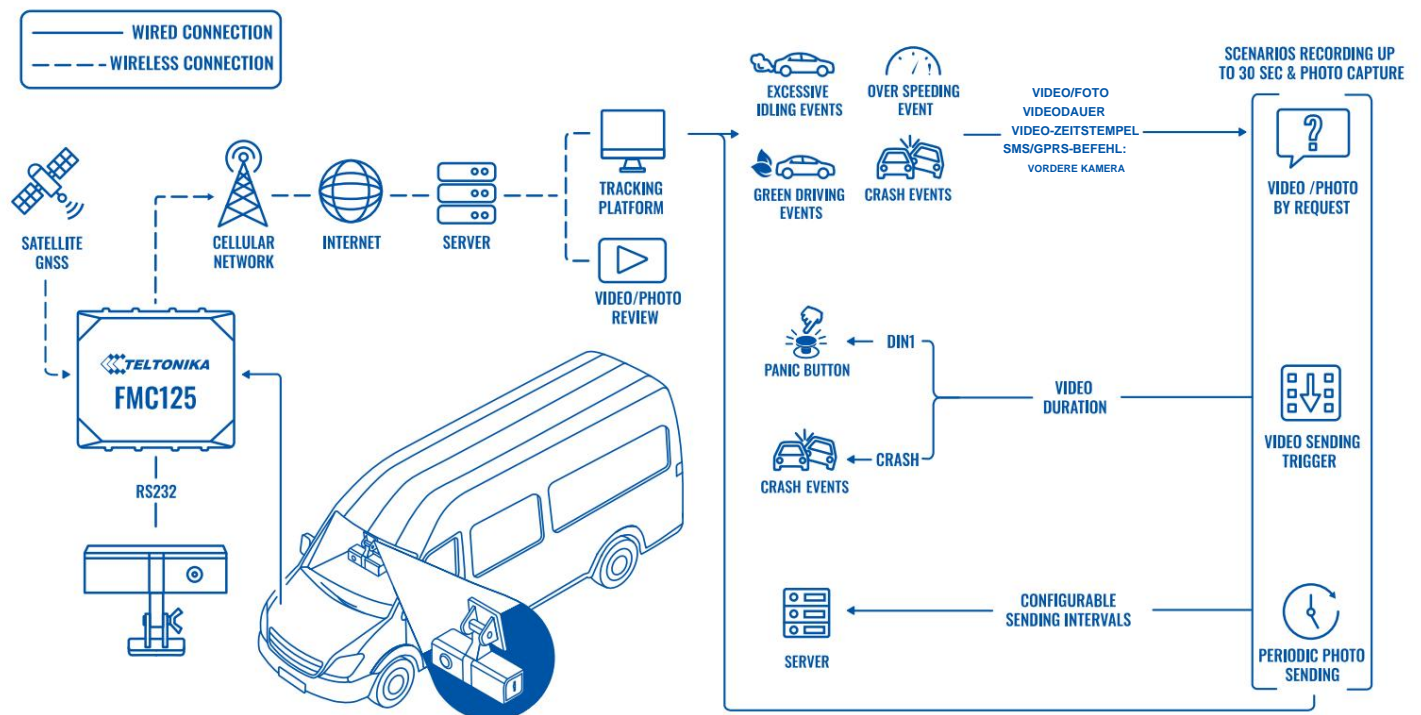 WIRED CONNECTION
WIRELESS CONNECTION
SATELLITE
GNSS
CELLULAR
NETWORK
INTERNET
SERVER
TRACKING
PLATFORM
VIDEO/PHOTO
REVIEW
TELTONIKA
FMC125
RS232
EXCESSIVE
IDLING EVENTS
OVER SPEEDING
EVENT
GREEN DRIVING
EVENTS
CRASH EVENTS
VIDEO/FOTO
VIDEODAUER
VIDEO-ZEITSTEMPEL
SMS/GPRS-BEFEHL:
VORDERE KAMERA
SCENARIOS RECORDING UP
TO 30 SEC & PHOTO CAPTURE
VIDEO /PHOTO
BY REQUEST
PANIC BUTTON
DIN1
CRASH EVENTS
CRASH
VIDEO
DURATION
VIDEO SENDING
TRIGGER
SERVER
CONFIGURABLE
SENDING INTERVALS
PERIODIC PHOTO
SENDING